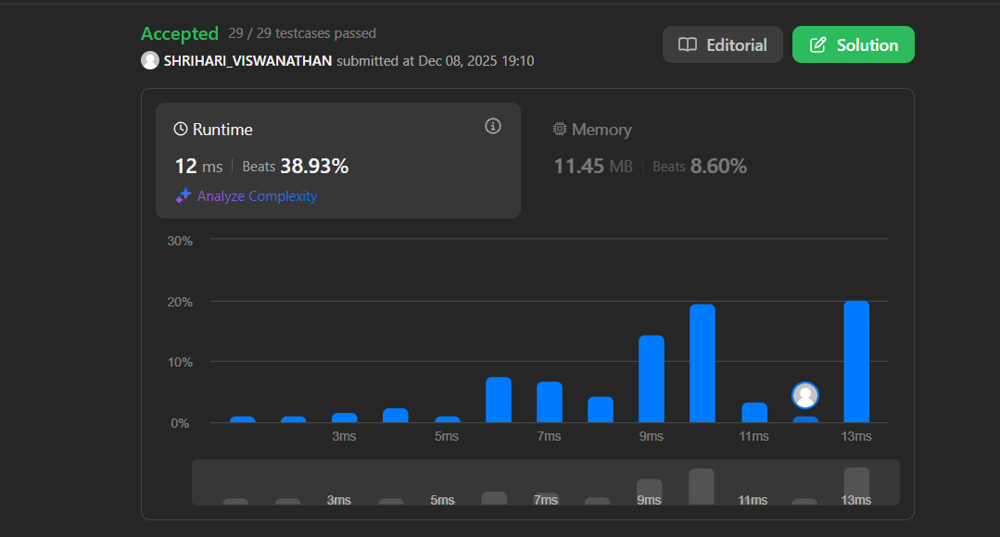 Accepted 29 / 29 testcases passed
SHRIHARI_VISWANATHAN submitted at Dec 08, 2025 19:10
Editorial
Solution
Runtime
12 ms | Beats 38.93%
Analyze Complexity
Memory
11.45 MB | Beats 8.60%
30%
20%
10%
0%
3ms 5ms 7ms 9ms 11ms 13ms
3ms 5ms 7ms 9ms 11ms 13ms